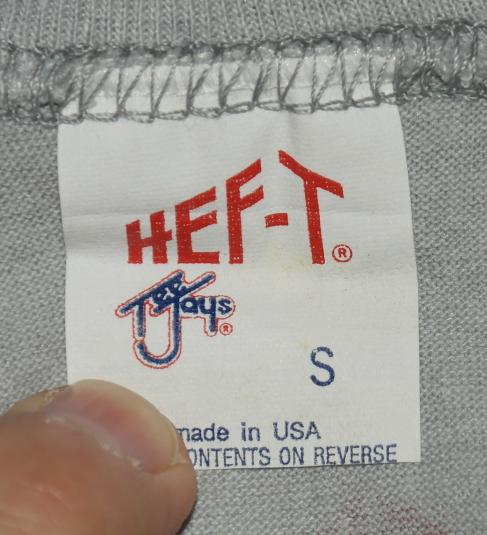 HEF-T®
Tee Jays®
S
made in USA
ONTENTS ON REVERSE